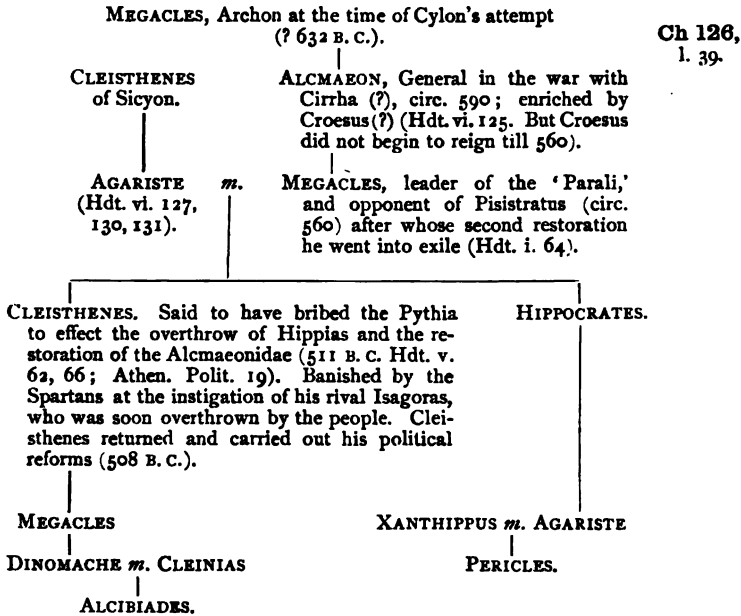 MEGACLES, Archon at the time of Cylon's attempt
(? 632 B. C.).
Ch 126,
l. 39.
CLEISTHENES
of Sicyon.
ALCMAEON, General in the war with
Cirrha (?), circ. 590; enriched by
Croesus (?) (Hdt. vi. 125. But Croesus
did not begin to reign till 560).
AGARISTE
(Hdt. vi. 127,
130, 131).
m.
MEGACLES, leader of the 'Parali,'
and opponent of Pisistratus (circ.
560) after whose second restoration
he went into exile (Hdt. i. 64).
CLEISTHENES. Said to have bribed the Pythia
to effect the overthrow of Hippias and the re-
storation of the Alcmaeonidae (511 B. C. Hdt. v.
62, 66; Athen. Polit. 19). Banished by the
Spartans at the instigation of his rival Isagoras,
who was soon overthrown by the people. Clei-
sthenes returned and carried out his political
reforms (508 B. C.).
HIPPOCRATES.
MEGACLES
XANTHIPPUS m. AGARISTE
DINOMACHE m. CLEINIAS
PERICLES.
ALCIBIADES.